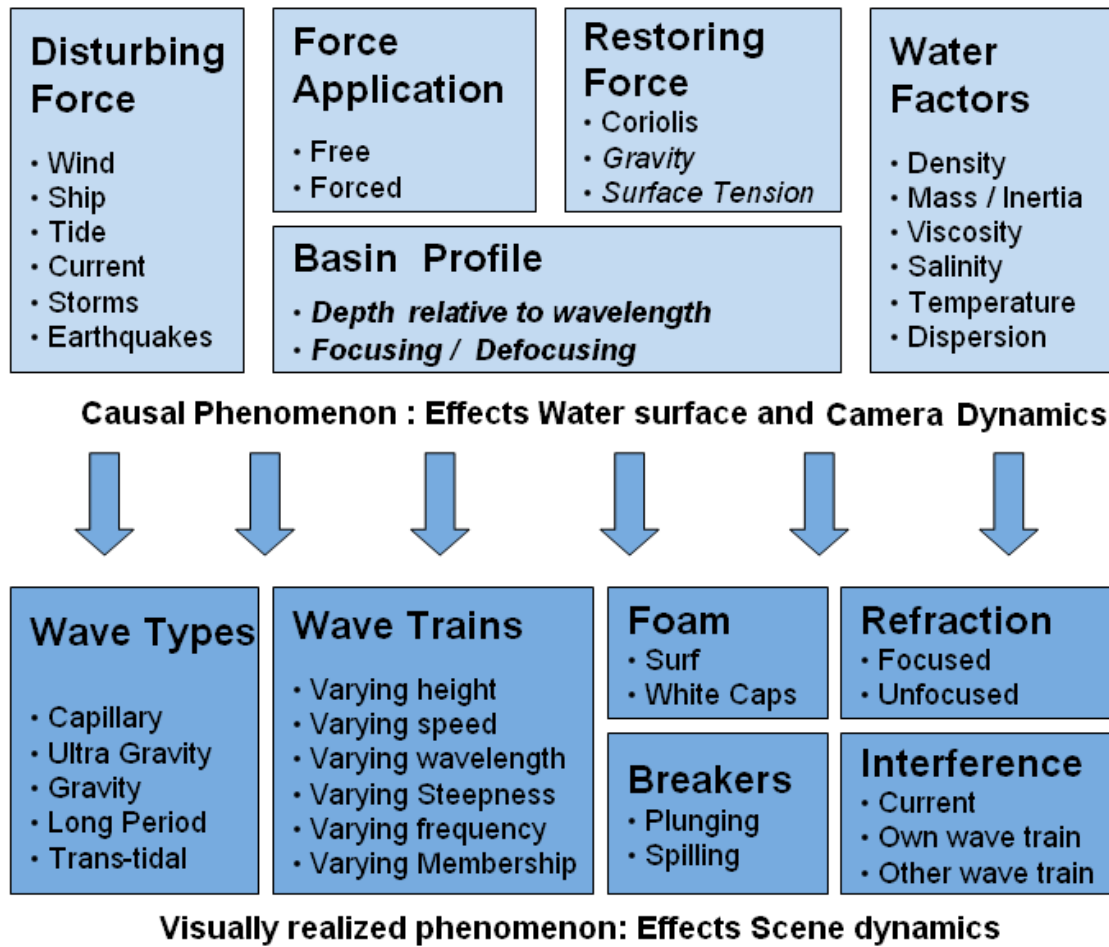 Disturbing
Force
• Wind
• Ship
• Tide
• Current
• Storms
• Earthquakes
Force
Application
• Free
• Forced
Restoring
Force
• Coriolis
• Gravity
• Surface Tension
Water
Factors
• Density
• Mass / Inertia
• Viscosity
• Salinity
• Temperature
• Dispersion
Basin Profile
• Depth relative to wavelength
• Focusing / Defocusing
Causal Phenomenon : Effects Water surface and Camera Dynamics
Wave Types
• Capillary
• Ultra Gravity
• Gravity
• Long Period
• Trans-tidal
Wave Trains
• Varying height
• Varying speed
• Varying wavelength
• Varying Steepness
• Varying frequency
• Varying Membership
Foam
• Surf
• White Caps
Refraction
• Focused
• Unfocused
Breakers
• Plunging
• Spilling
Interference
• Current
• Own wave train
• Other wave train
Visually realized phenomenon: Effects Scene dynamics